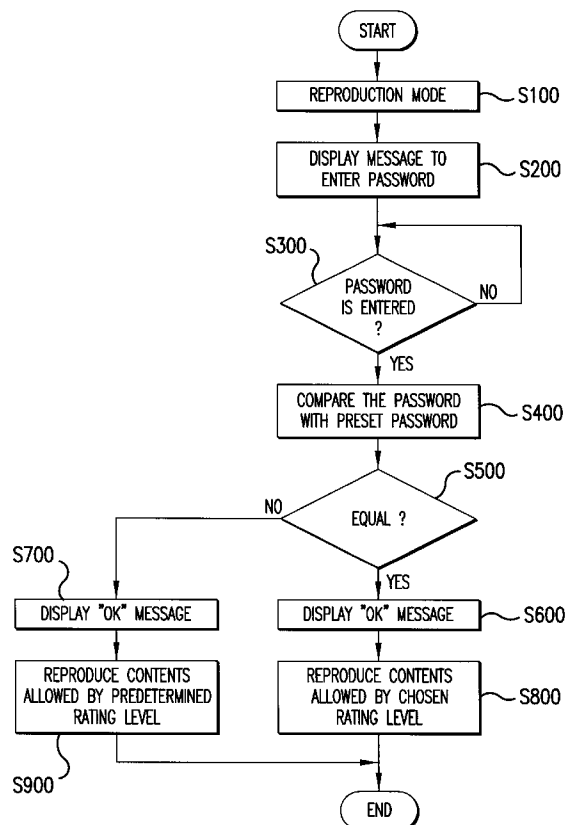 START
REPRODUCTION MODE
S100
DISPLAY MESSAGE TO
ENTER PASSWORD
S200
S300
PASSWORD
IS ENTERED
?
NO
YES
COMPARE THE PASSWORD
WITH PRESET PASSWORD
S400
S500
EQUAL ?
NO
YES
S700
DISPLAY "OK" MESSAGE
DISPLAY "OK" MESSAGE
S600
REPRODUCE CONTENTS
ALLOWED BY PREDETERMINED
RATING LEVEL
S900
REPRODUCE CONTENTS
ALLOWED BY CHOSEN
RATING LEVEL
S800
END